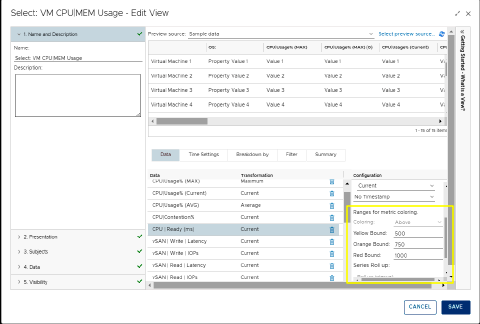 Select: VM CPU|MEM Usage - Edit View
1. Name and Description
Name:
Select: VM CPU|MEM Usage
Description:
2. Presentation
3. Subjects
4. Data
5. Visibility
Preview source: Sample data
Select preview source...
OS: CPU|Usage% (MAX) CPU|Usage% (MAX) (D) CPU|Usage% (Current)
Virtual Machine 1 Property Value 1 Value 1 Value 1 Value 1
Virtual Machine 2 Property Value 2 Value 2 Value 2 Value 2
Virtual Machine 3 Property Value 3 Value 3 Value 3 Value 3
Virtual Machine 4 Property Value 4 Value 4 Value 4 Value 4
Data Time Settings Breakdown by Filter Summary
Data Transformation
CPU|Usage% (MAX) Maximum
CPU|Usage% (Current) Current
CPU|Usage% (AVG) Average
CPU|Contention% Current
CPU | Ready (ms) Current
vSAN | Write | Latency Current
vSAN | Write | IOPs Current
vSAN | Read | Latency Current
vSAN | Read | IOPs Current
Configuration
Current
No Timestamp
Ranges for metric coloring.
Coloring: Above
Yellow Bound: 500
Orange Bound: 750
Red Bound: 1000
Series Roll up:
Getting Started - What is a View?
CANCEL
SAVE